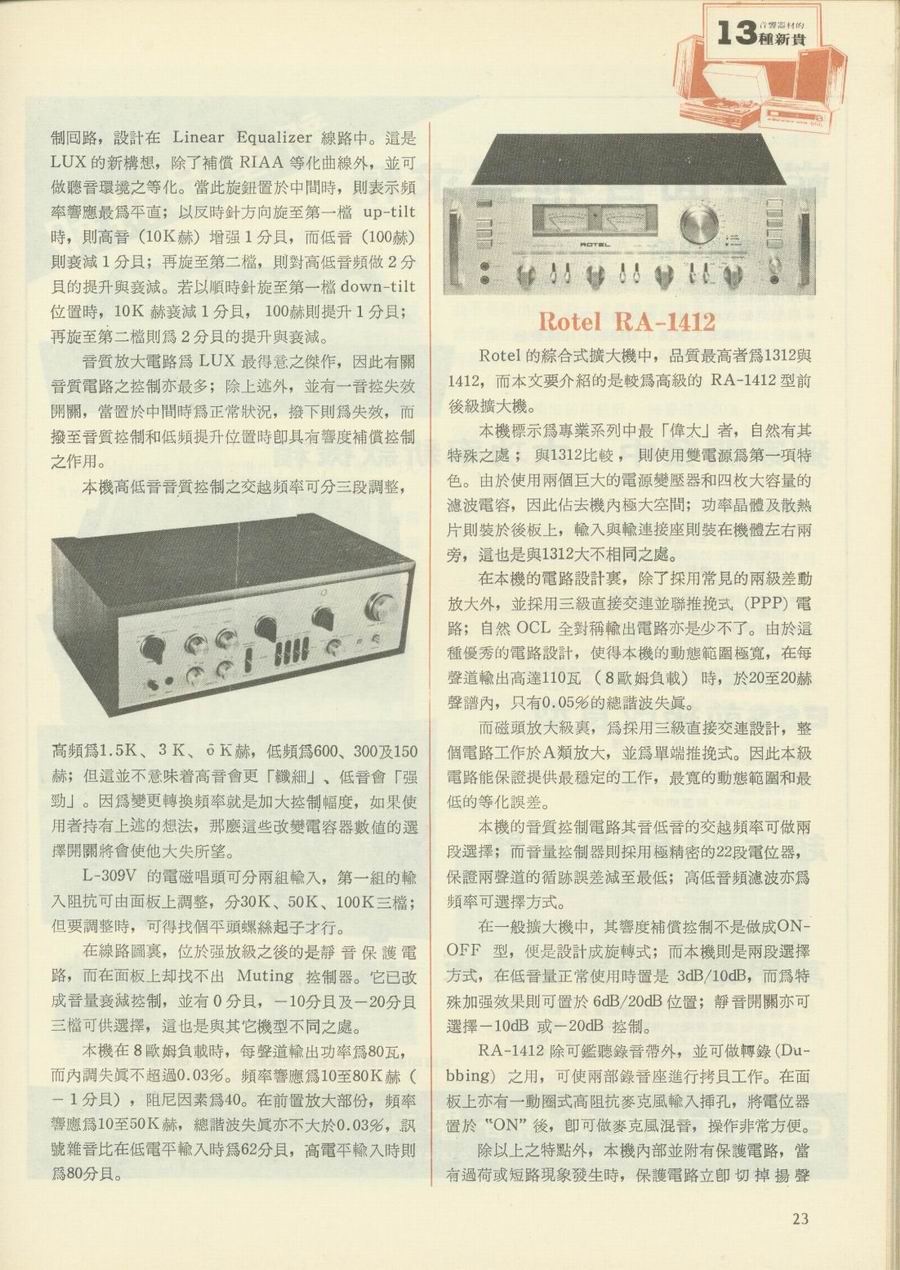 13 音響器材的
種新貴
制囘路，設計在 Linear Equalizer 線路中。這是
LUX 的新構想，除了補償 RIAA 等化曲線外，並可
做聽音環境之等化。當此旋鈕置於中間時，則表示頻
率響應最爲平直；以反時針方向旋至第一檔 up-tilt
時，則高音（10K赫）增强 1 分貝，而低音（100赫）
則衰減 1 分貝；再旋至第二檔，則對高低音頻做 2 分
貝的提升與衰減。若以順時針旋至第一檔 down-tilt
位置時，10K 赫衰減 1 分貝， 100赫則提升 1 分貝；
再旋至第二檔則爲 2 分貝的提升與衰減。
音質放大電路爲 LUX 最得意之傑作，因此有關
音質電路之控制亦最多；除上述外，並有一音控失效
開關，當置於中間時爲正常狀況，撥下則爲失效，而
撥至音質控制和低頻提升位置時卽具有響度補償控制
之作用。
本機高低音音質控制之交越頻率可分三段調整，
高頻爲1.5K、3 K、6 K赫，低頻爲600、300及150
赫；但這並不意味着高音會更「纖細」、低音會「强
勁」。因爲變更轉換頻率就是加大控制幅度，如果使
用者持有上述的想法，那麼這些改變電容器數值的選
擇開關將會使他大失所望。
L-309V 的電磁唱頭可分兩組輸入，第一組的輸
入阻抗可由面板上調整，分30K、50K、100K三檔；
但要調整時，可得找個平頭螺絲起子才行。
在線路圖裏，位於强放級之後的是靜音保護電
路，而在面板上却找不出 Muting 控制器。它已改
成音量衰減控制，並有 0 分貝，－10分貝及－20分貝
三檔可供選擇，這也是與其它機型不同之處。
本機在 8 歐姆負載時，每聲道輸出功率爲80瓦，
而內調失眞不超過0.03%。頻率響應爲10至80K赫（
－ 1 分貝），阻尼因素爲40。在前置放大部份，頻率
響應爲10至50K赫，總諧波失眞亦不大於0.03%，訊
號雜音比在低電平輸入時爲62分貝，高電平輸入時則
爲80分貝。
ROTEL
Rotel RA-1412
Rotel 的綜合式擴大機中，品質最高者爲1312與
1412，而本文要介紹的是較爲高級的 RA-1412 型前
後級擴大機。
本機標示爲專業系列中最「偉大」者，自然有其
特殊之處；與1312比較，則使用雙電源爲第一項特
色。由於使用兩個巨大的電源變壓器和四枚大容量的
濾波電容，因此佔去機內極大空間；功率晶體及散熱
片則裝於後板上，輸入與輸連接座則裝在機體左右兩
旁，這也是與1312大不相同之處。
在本機的電路設計裏，除了採用常見的兩級差動
放大外，並採用三級直接交連並聯推挽式（PPP）電
路；自然 OCL 全對稱輸出電路亦是少不了。由於這
種優秀的電路設計，使得本機的動態範圍極寬，在每
聲道輸出高達110瓦（8 歐姆負載）時，於20至20赫
聲譜內，只有0.05%的總諧波失眞。
而磁頭放大級裏，爲採用三級直接交連設計，整
個電路工作於A類放大，並爲單端推挽式。因此本級
電路能保證提供最穩定的工作，最寬的動態範圍和最
低的等化誤差。
本機的音質控制電路其音低音的交越頻率可做兩
段選擇；而音量控制器則採用極精密的22段電位器，
保證兩聲道的循跡誤差減至最低；高低音頻濾波亦爲
頻率可選擇方式。
在一般擴大機中，其響度補償控制不是做成ON-
OFF 型，便是設計成旋轉式；而本機則是兩段選擇
方式，在低音量正常使用時置是 3dB/10dB，而爲特
殊加强效果則可置於 6dB/20dB 位置；靜音開關亦可
選擇－10dB 或－20dB 控制。
RA-1412 除可鑑聽錄音帶外，並可做轉錄 (Du-
bbing) 之用，可使兩部錄音座進行拷貝工作。在面
板上亦有一動圈式高阻抗麥克風輸入揷孔，將電位器
置於 “ON” 後，卽可做麥克風混音，操作非常方便。
除以上之特點外，本機內部並附有保護電路，當
有過荷或短路現象發生時，保護電路立卽切掉揚聲
23